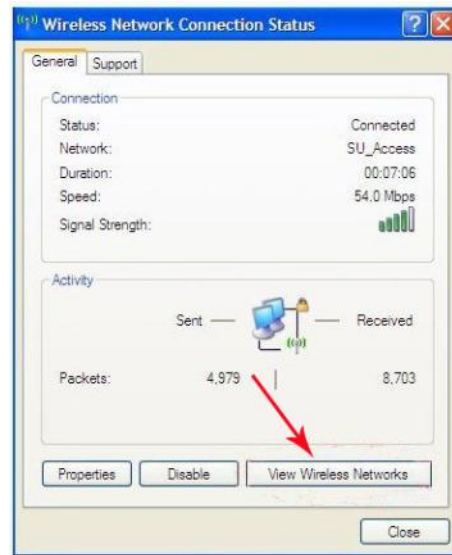 Wireless Network Connection Status
General Support
Connection
Status: Connected
Network: SU_Access
Duration: 00:07:06
Speed: 54.0 Mbps
Signal Strength:
Activity
Sent Received
Packets: 4,979 8,703
Properties Disable View Wireless Networks
Close